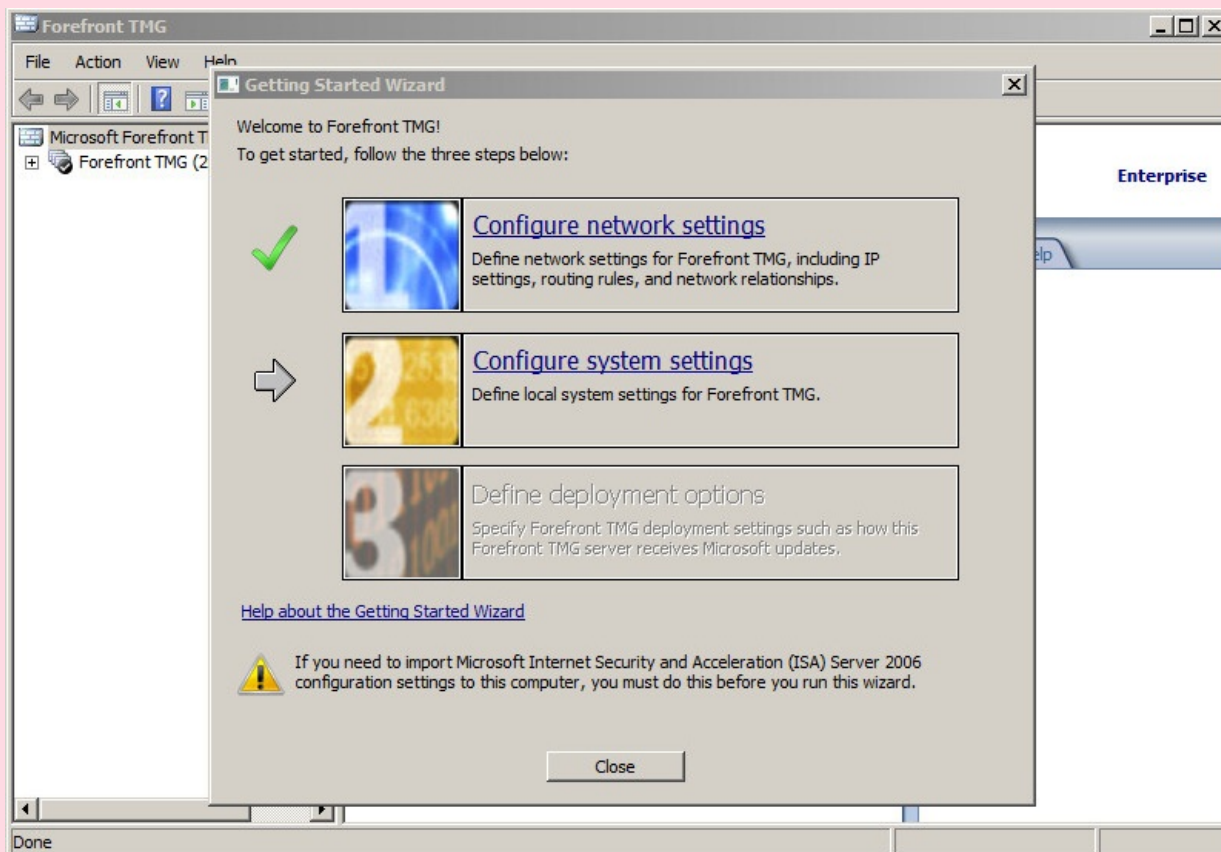 Forefront TMG
File Action View Help
Getting Started Wizard
Microsoft Forefront T
Forefront TMG (2
Welcome to Forefront TMG!
To get started, follow the three steps below:
Enterprise
elp
1
Configure network settings
Define network settings for Forefront TMG, including IP
settings, routing rules, and network relationships.
2
Configure system settings
Define local system settings for Forefront TMG.
3
Define deployment options
Specify Forefront TMG deployment settings such as how this
Forefront TMG server receives Microsoft updates.
Help about the Getting Started Wizard
If you need to import Microsoft Internet Security and Acceleration (ISA) Server 2006
configuration settings to this computer, you must do this before you run this wizard.
Close
Done